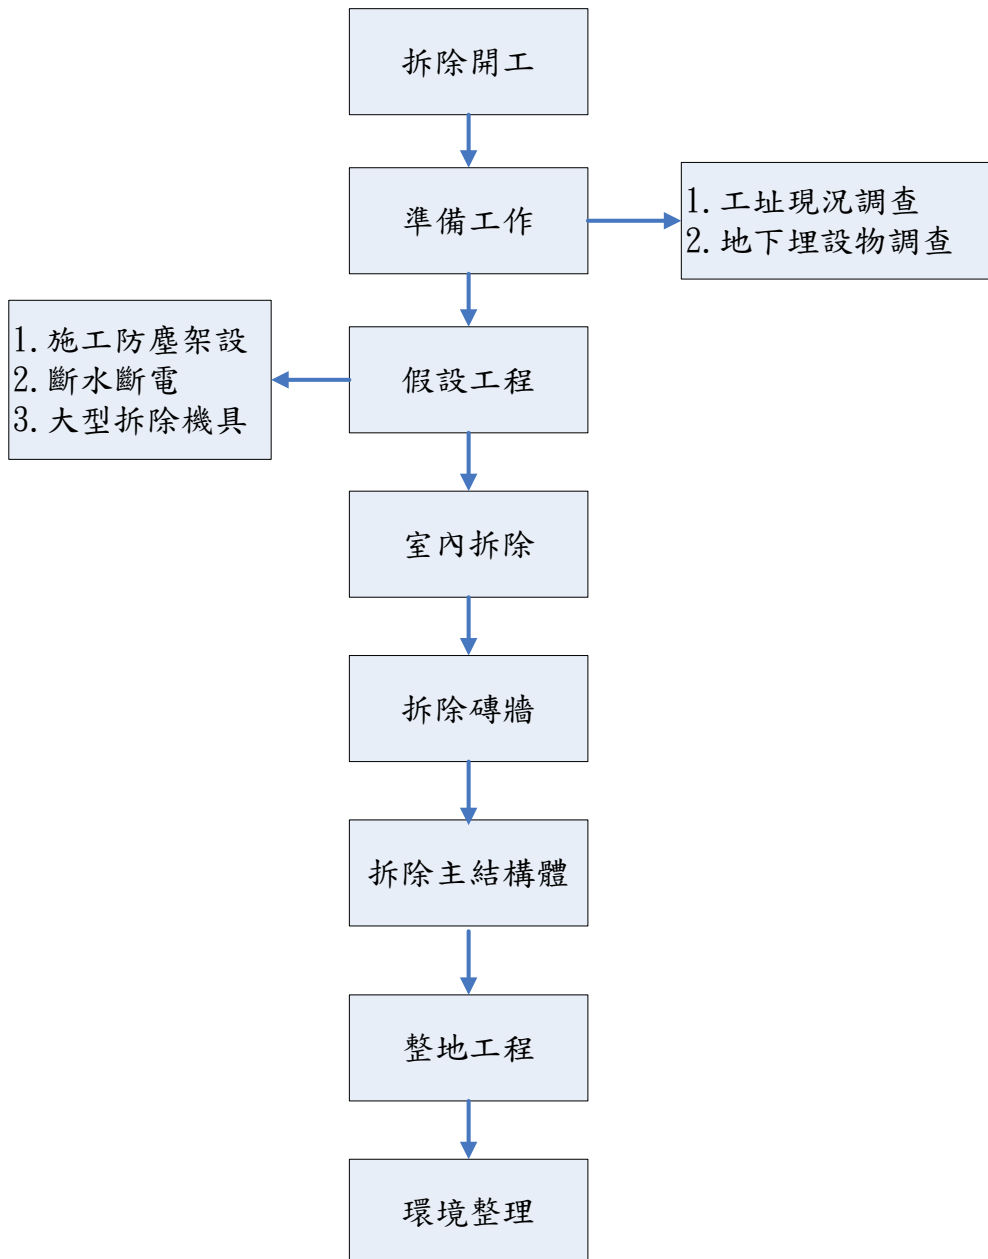 拆除開工
準備工作
1.工址現況調查
2.地下埋設物調查
1.施工防塵架設
2.斷水斷電
3.大型拆除機具
假設工程
室內拆除
拆除磚牆
拆除主結構體
整地工程
環境整理